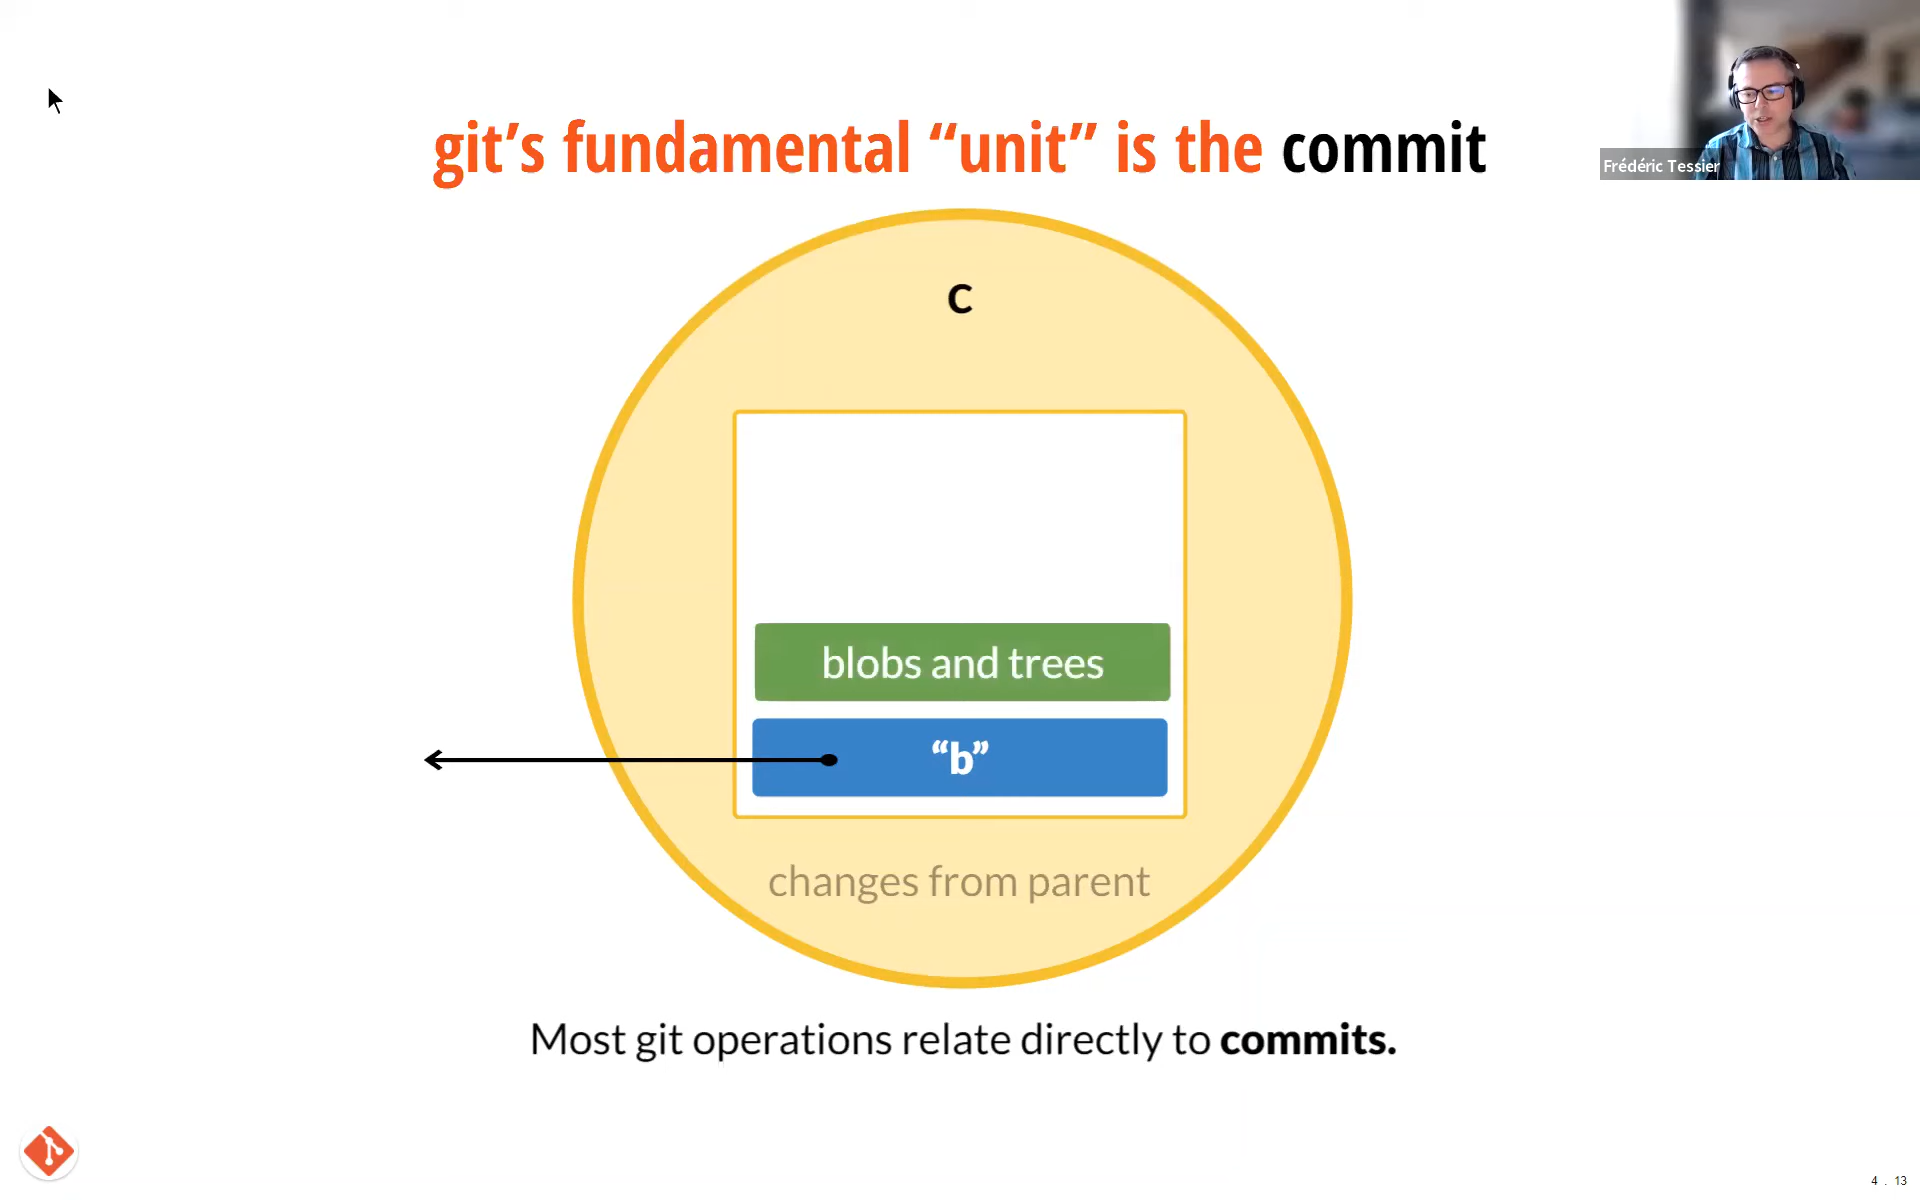 git’s fundamental “unit” is the commit
Frédéric Tessier
C
blobs and trees
“b”
changes from parent
Most git operations relate directly to commits.
4 . 13